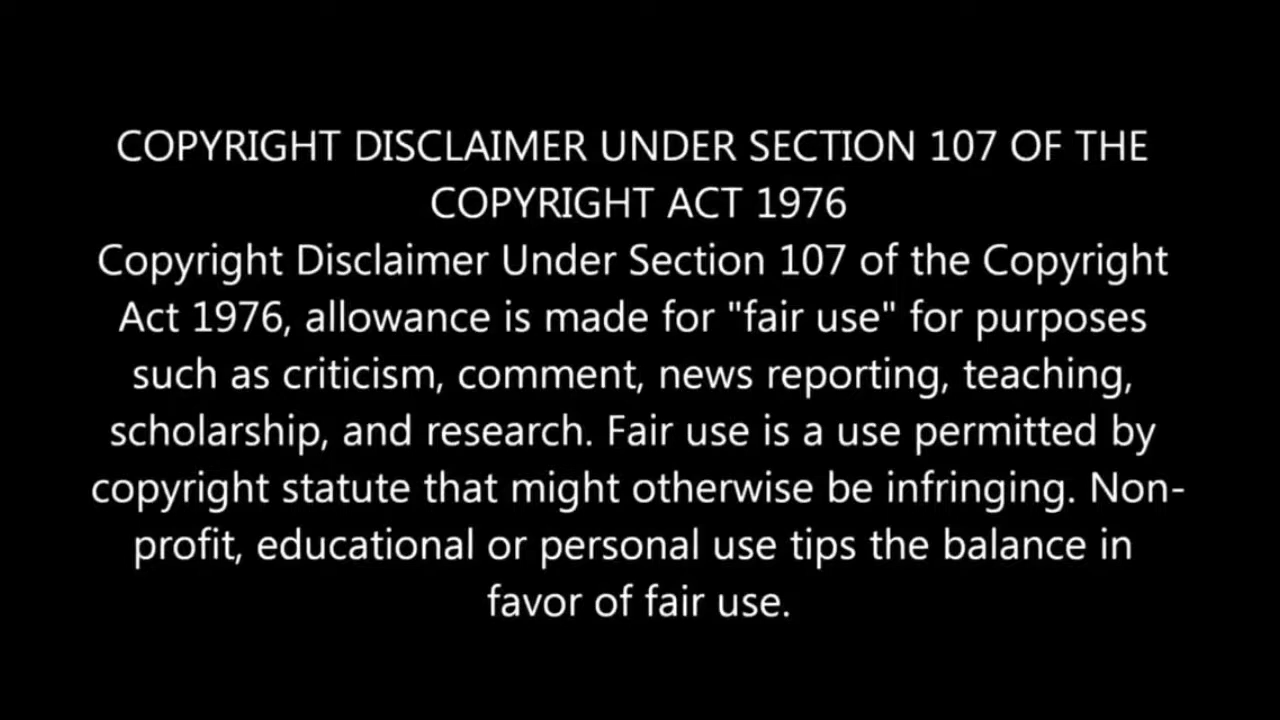 COPYRIGHT DISCLAIMER UNDER SECTION 107 OF THE
COPYRIGHT ACT 1976
Copyright Disclaimer Under Section 107 of the Copyright
Act 1976, allowance is made for "fair use" for purposes
such as criticism, comment, news reporting, teaching,
scholarship, and research. Fair use is a use permitted by
copyright statute that might otherwise be infringing. Non-
profit, educational or personal use tips the balance in
favor of fair use.